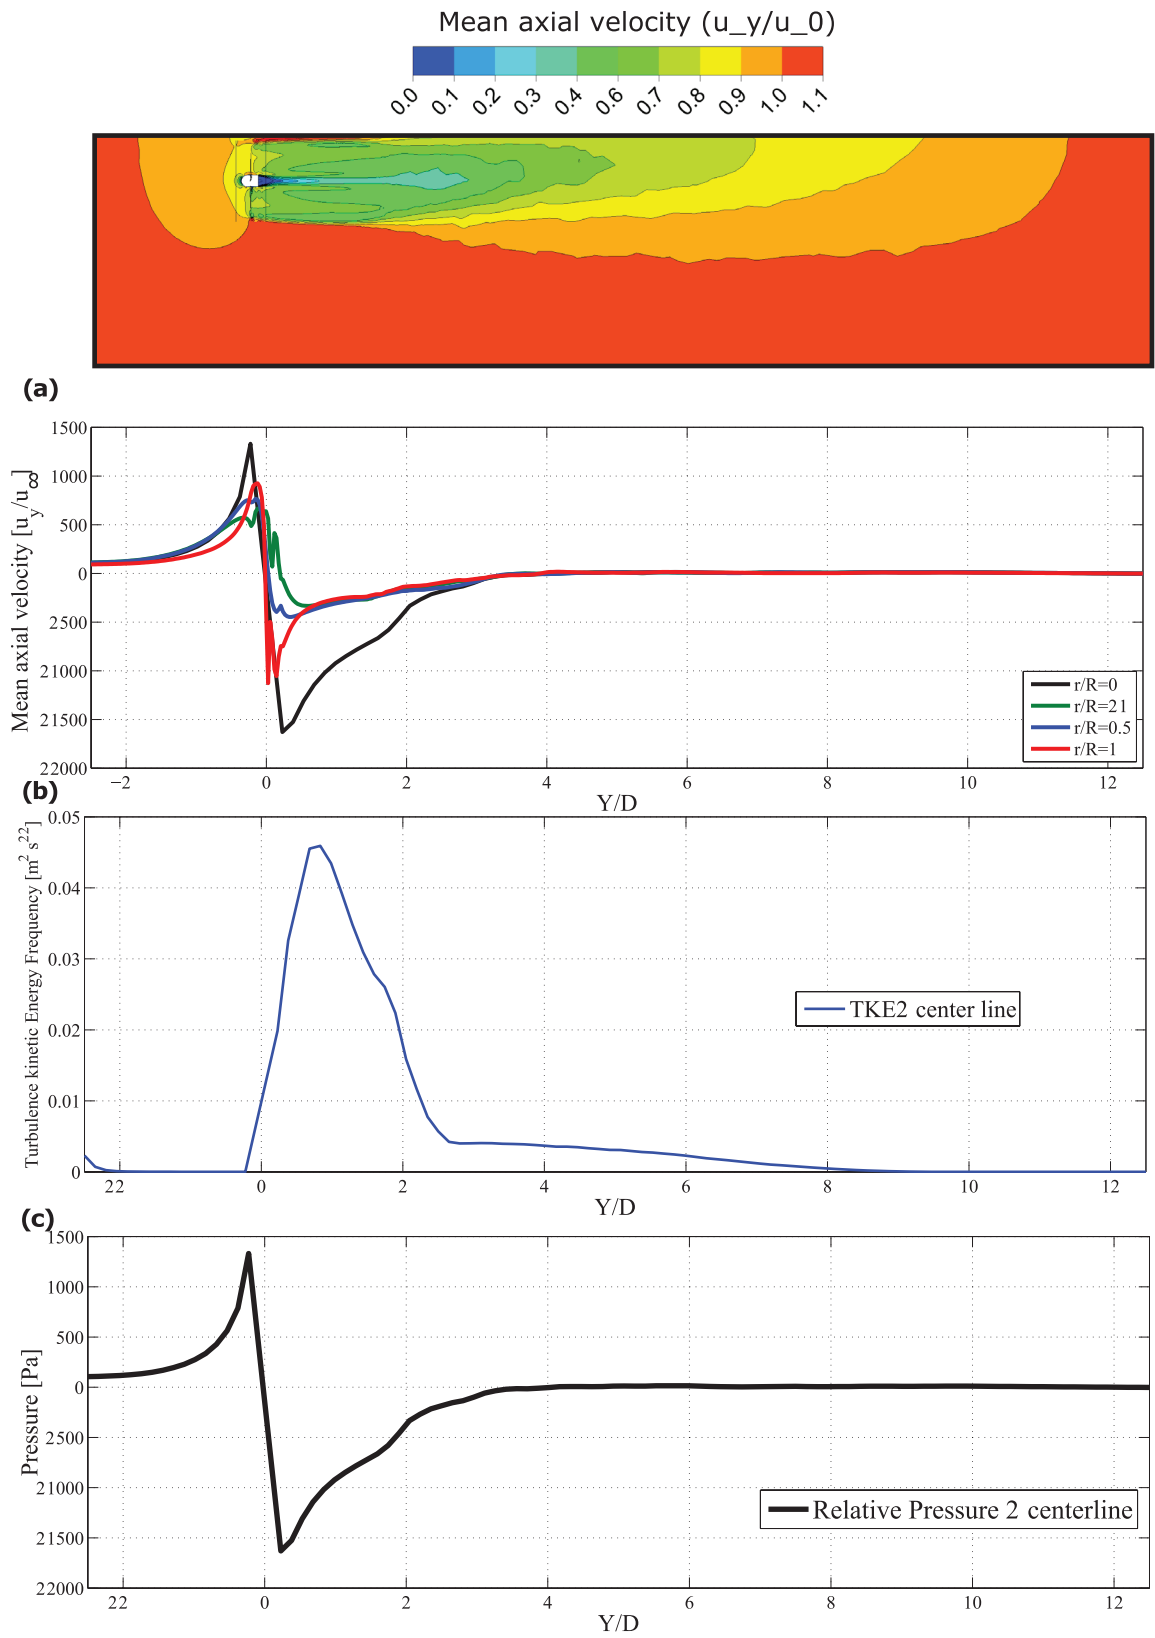 Mean axial velocity (u_y/u_0)
0.0 0.1 0.2 0.3 0.4 0.6 0.7 0.8 0.9 1.0 1.1
(a)
Mean axial velocity [u_y/u_∞]
1500
1000
500
0
2500
21000
21500
22000
r/R=0
r/R=21
r/R=0.5
r/R=1
−2 0 2 4 6 8 10 12
Y/D
(b)
Turbulence kinetic Energy Frequency [m² s²²]
0.05
0.04
0.03
0.02
0.01
0
TKE2 center line
22 0 2 4 6 8 10 12
Y/D
(c)
Pressure [Pa]
1500
1000
500
0
2500
21000
21500
22000
Relative Pressure 2 centerline
22 0 2 4 6 8 10 12
Y/D